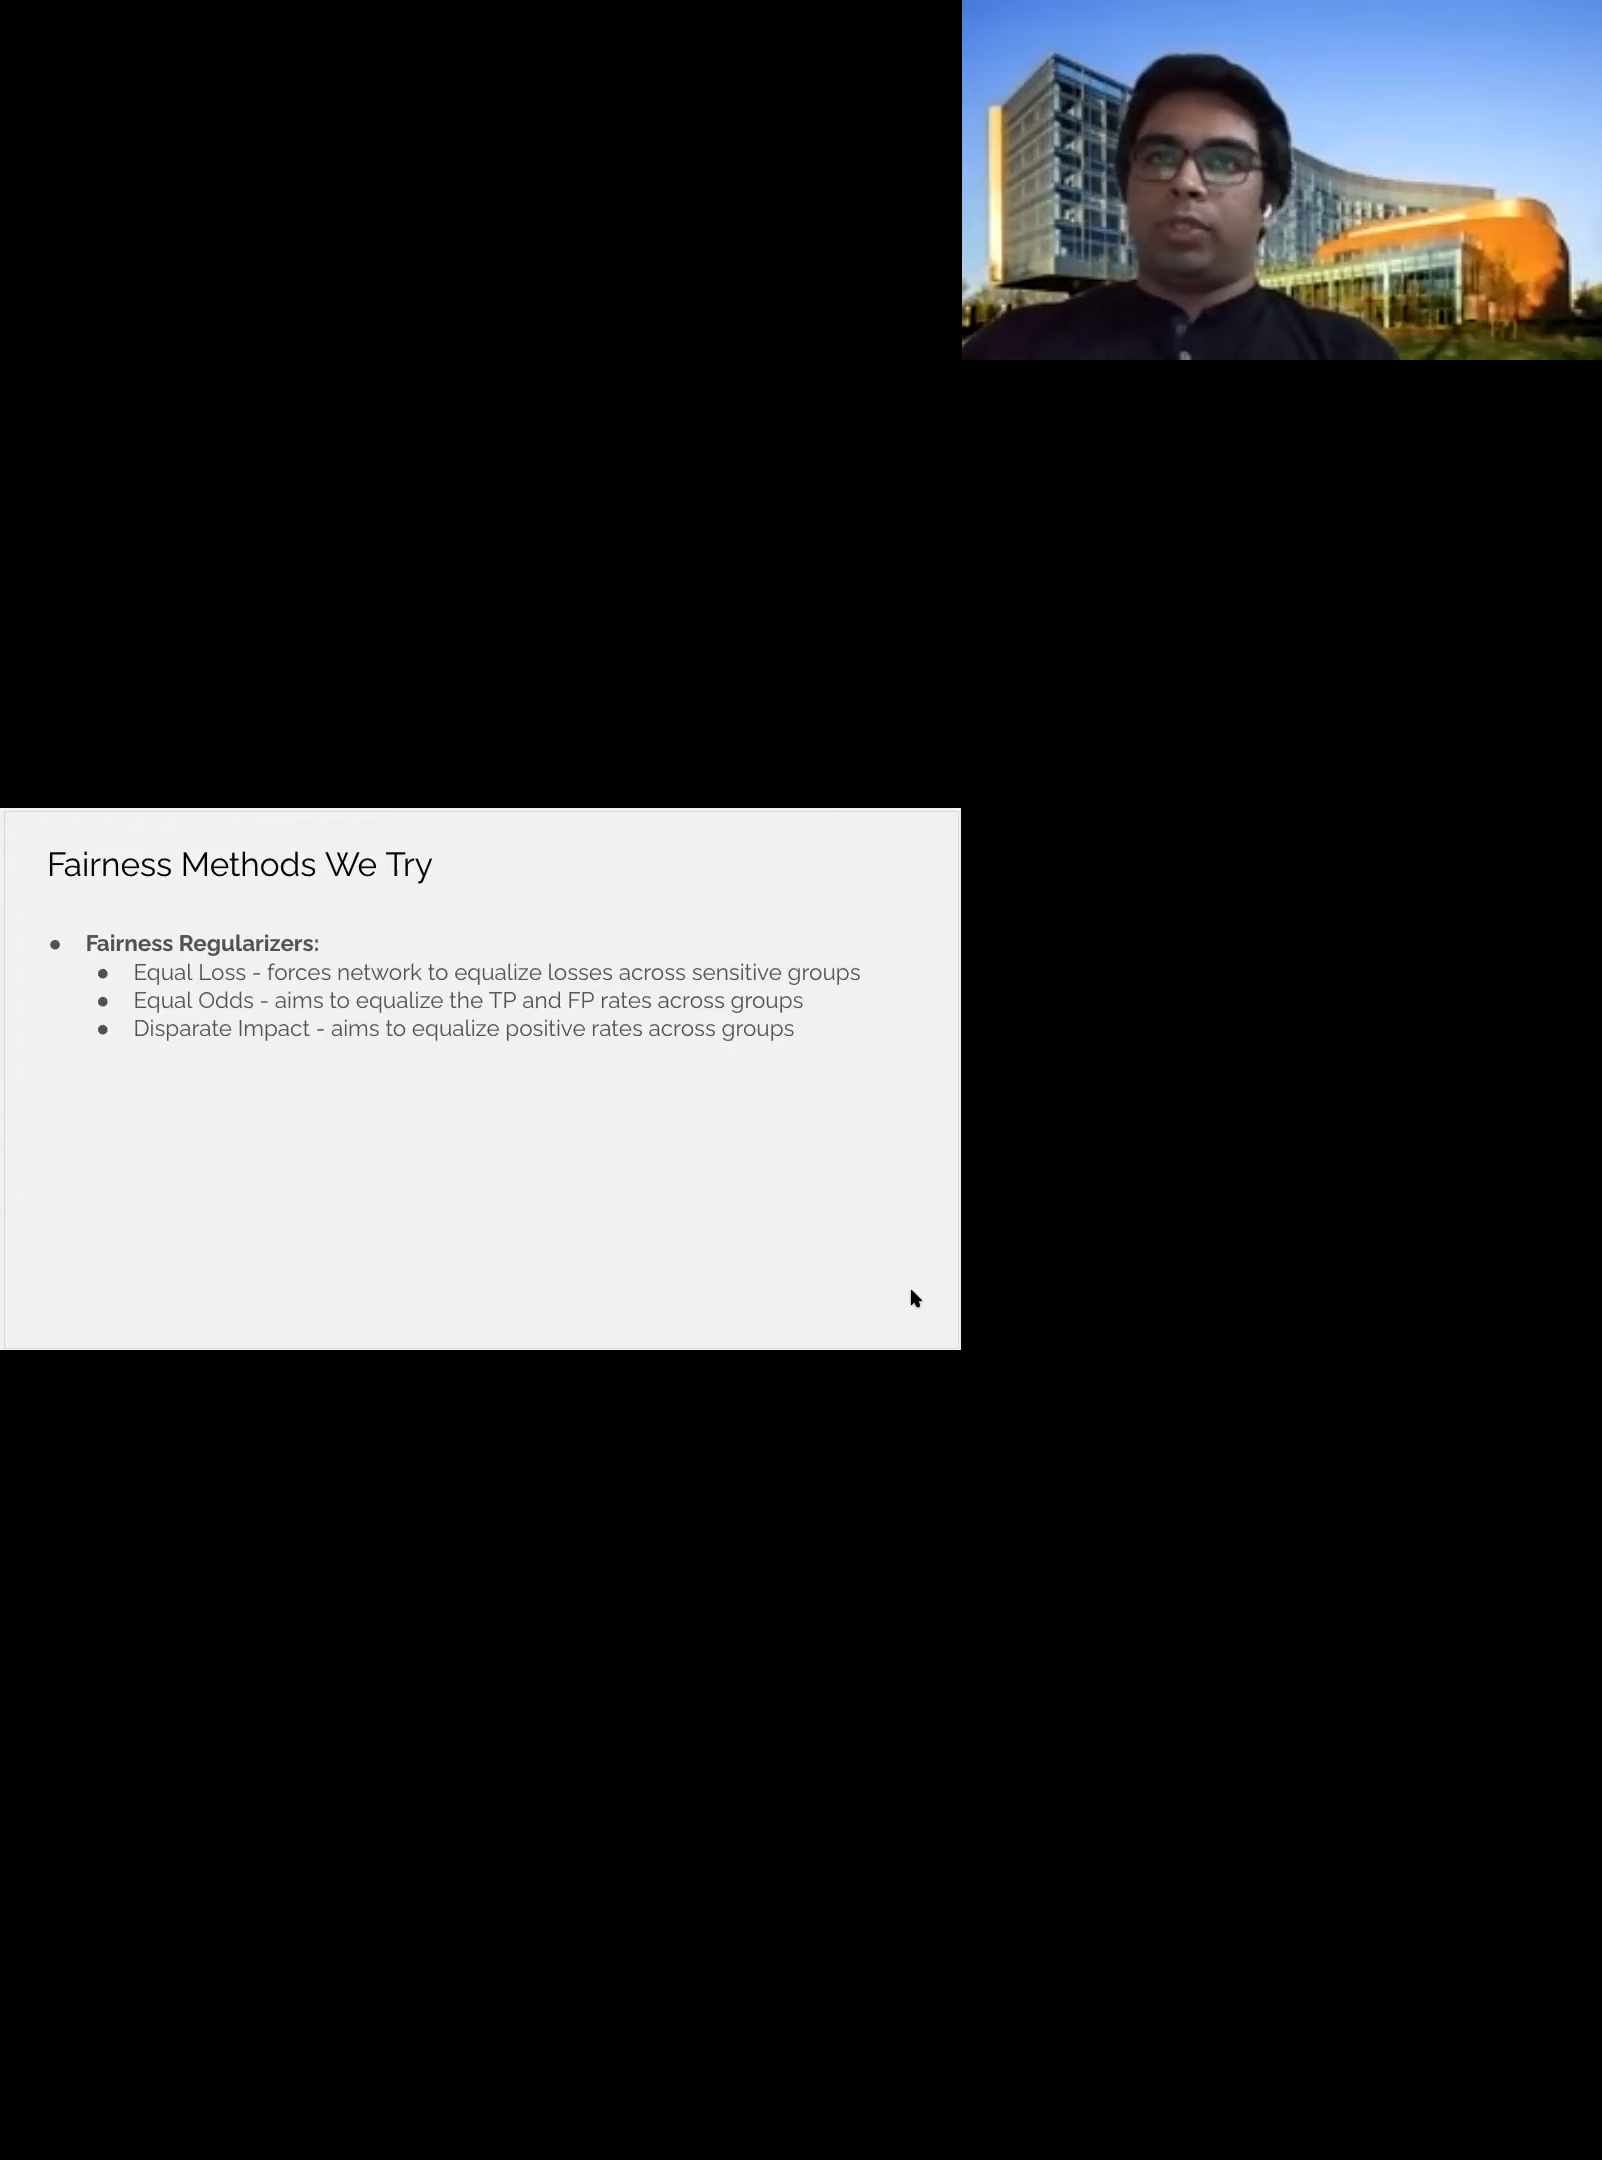 Fairness Methods We Try
● Fairness Regularizers:
● Equal Loss - forces network to equalize losses across sensitive groups
● Equal Odds - aims to equalize the TP and FP rates across groups
● Disparate Impact - aims to equalize positive rates across groups